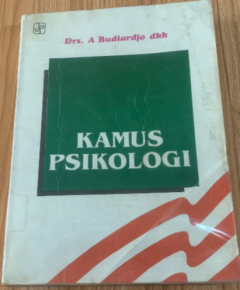 Drs. A Budiardjo dkk
KAMUS
PSIKOLOGI